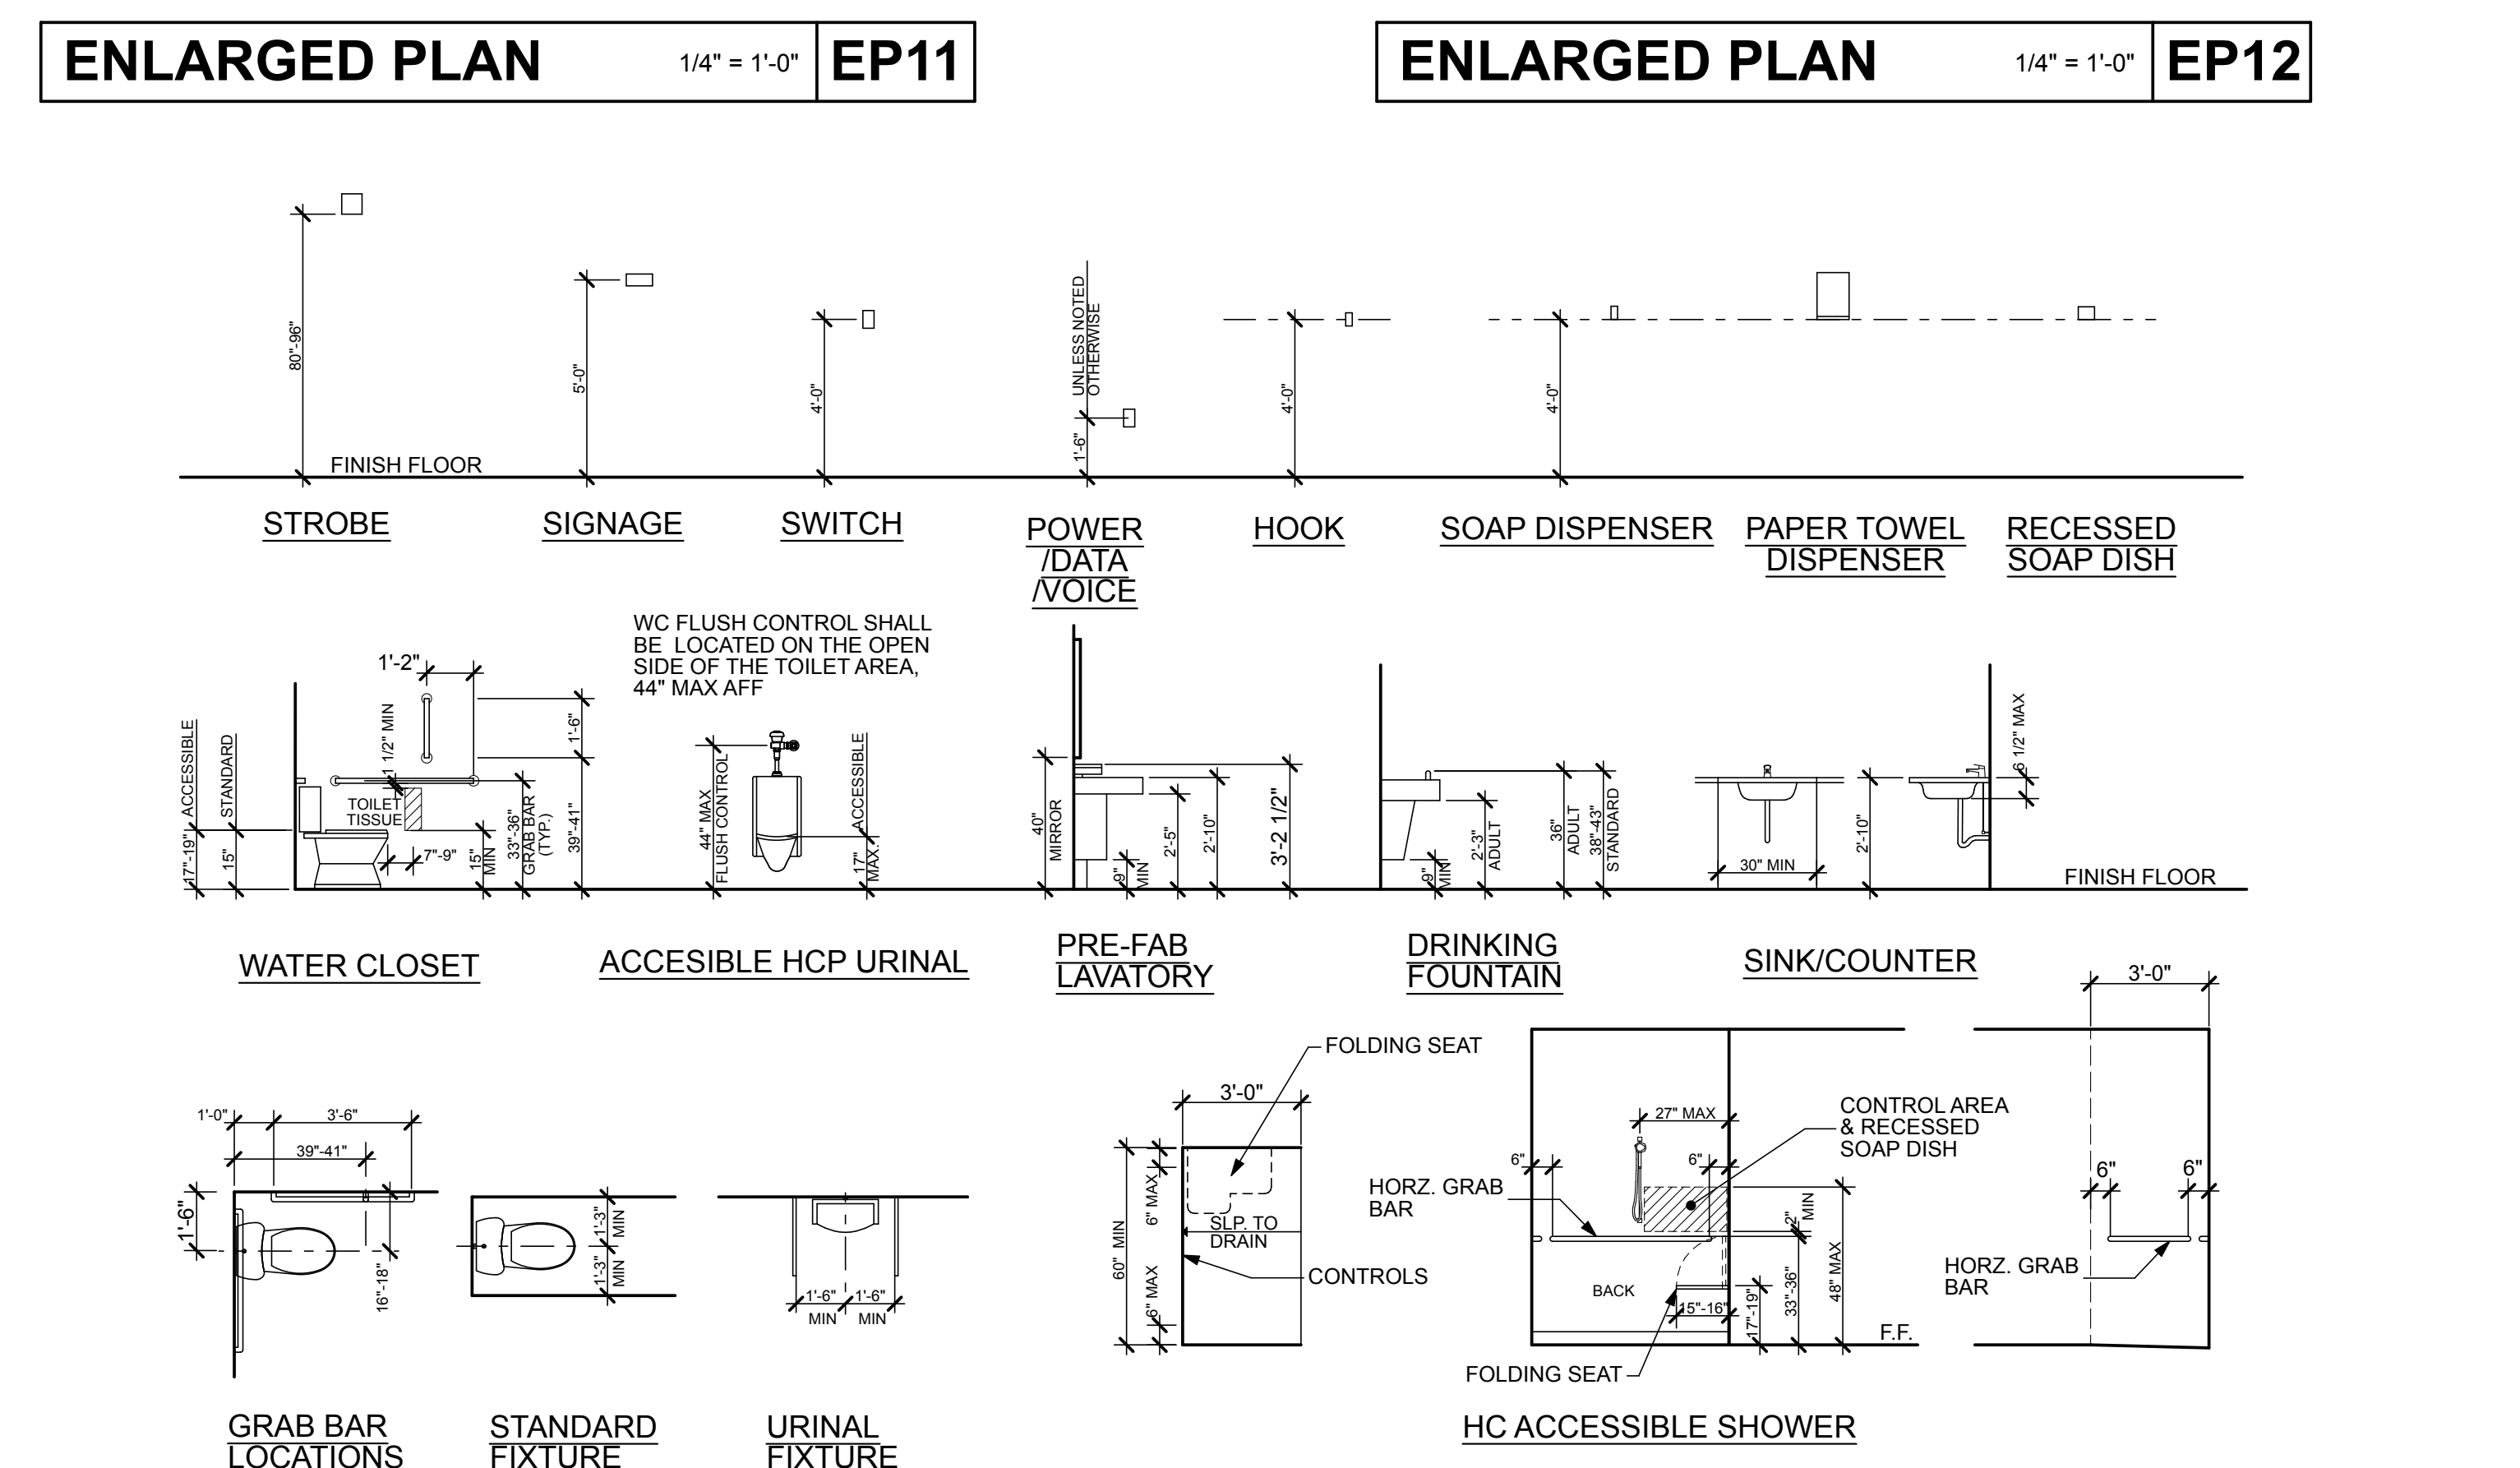 ENLARGED PLAN 1/4" = 1'-0" EP11
ENLARGED PLAN 1/4" = 1'-0" EP12
80"-96"
5'-0"
4'-0"
UNLESS NOTED
OTHERWISE
1'-6"
4'-0"
4'-0"
FINISH FLOOR
STROBE
SIGNAGE
SWITCH
POWER
/DATA
/VOICE
HOOK
SOAP DISPENSER
PAPER TOWEL
DISPENSER
RECESSED
SOAP DISH
WC FLUSH CONTROL SHALL
BE LOCATED ON THE OPEN
SIDE OF THE TOILET AREA,
44" MAX AFF
17"-19" ACCESSIBLE
15" STANDARD
1'-2"
1 1/2" MIN
TOILET
TISSUE
7"-9"
15"
MIN
33"-36"
GRAB BAR
(TYP.)
1'-6"
39"-41"
WATER CLOSET
44" MAX
FLUSH CONTROL
ACCESSIBLE
17"
MAX.
ACCESIBLE HCP URINAL
40"
MIRROR
9"
MIN
2'-5"
2'-10"
3'-2 1/2"
PRE-FAB
LAVATORY
9"
MIN
2'-3"
ADULT
36"
ADULT
38"-43"
STANDARD
DRINKING
FOUNTAIN
30" MIN
2'-10"
6 1/2" MAX
FINISH FLOOR
SINK/COUNTER
1'-0"
3'-6"
39"-41"
1'-6"
16"-18"
GRAB BAR
LOCATIONS
1'-3"
MIN
1'-3"
MIN
STANDARD
FIXTURE
1'-6"
MIN
1'-6"
MIN
URINAL
FIXTURE
FOLDING SEAT
3'-0"
60" MIN
6" MAX
6" MAX
SLP. TO
DRAIN
CONTROLS
27" MAX
6"
6"
CONTROL AREA
& RECESSED
SOAP DISH
HORZ. GRAB
BAR
2"
MIN
BACK
15"-16"
17"-19"
33"-36"
48" MAX
F.F.
FOLDING SEAT
3'-0"
6"
6"
HORZ. GRAB
BAR
HC ACCESSIBLE SHOWER